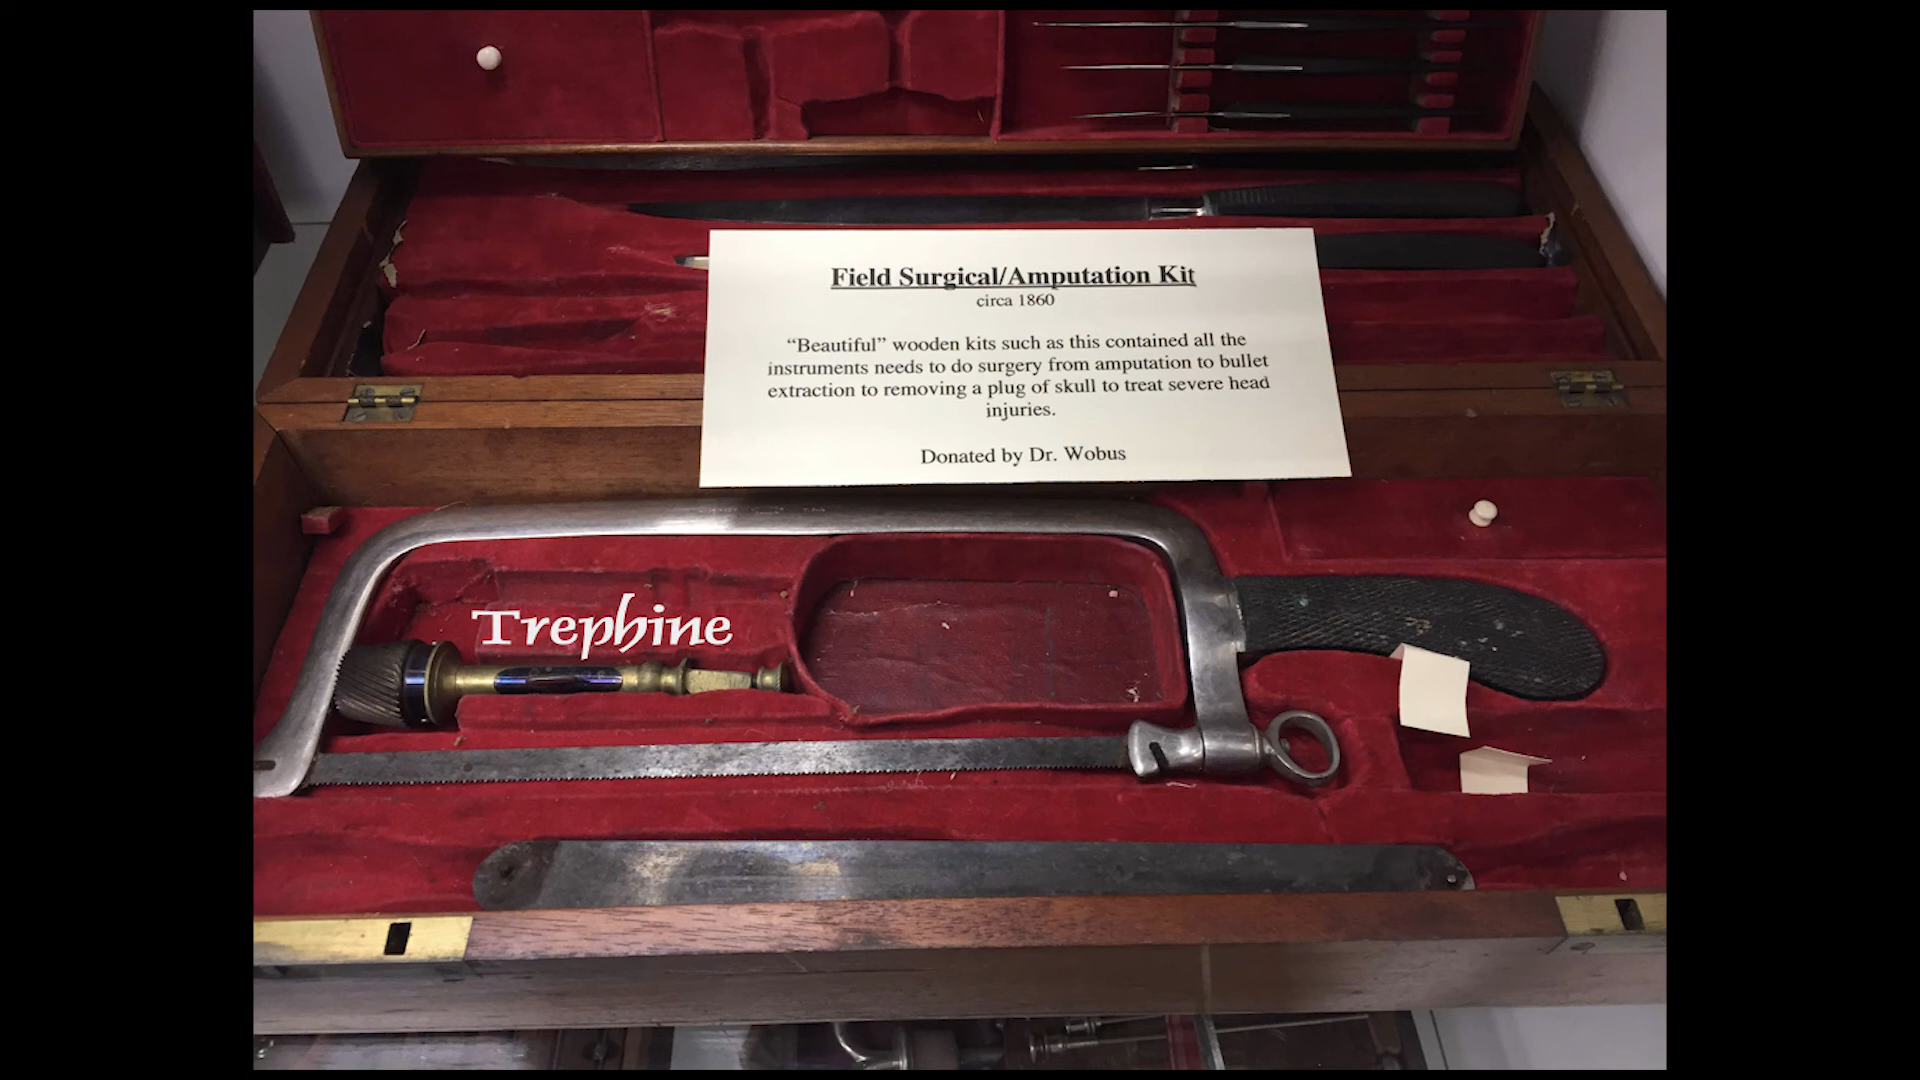 Field Surgical/Amputation Kit
circa 1860
“Beautiful” wooden kits such as this contained all the
instruments needs to do surgery from amputation to bullet
extraction to removing a plug of skull to treat severe head
injuries.
Donated by Dr. Wobus
Trephine